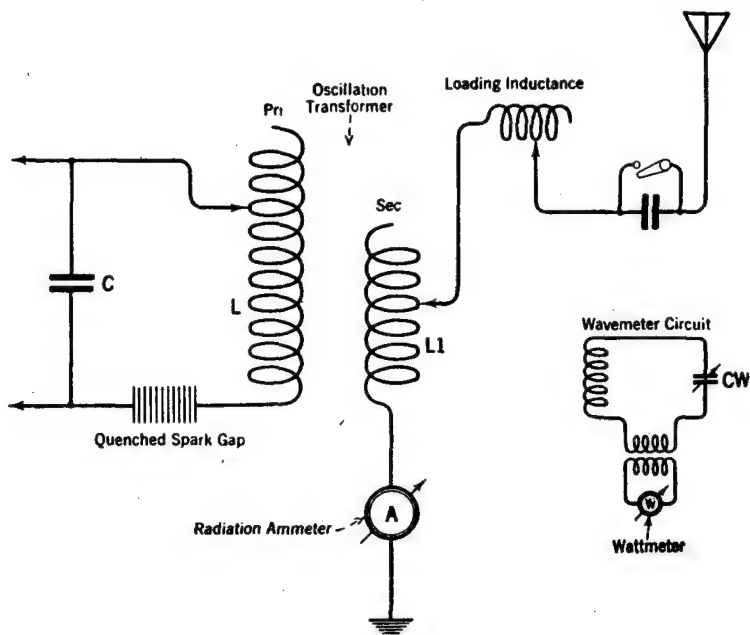 Oscillation
Transformer
Pri
Loading Inductance
Sec
C
L
L1
Wavemeter Circuit
CW
Quenched Spark Gap
A
Radiation Ammeter
W
Wattmeter